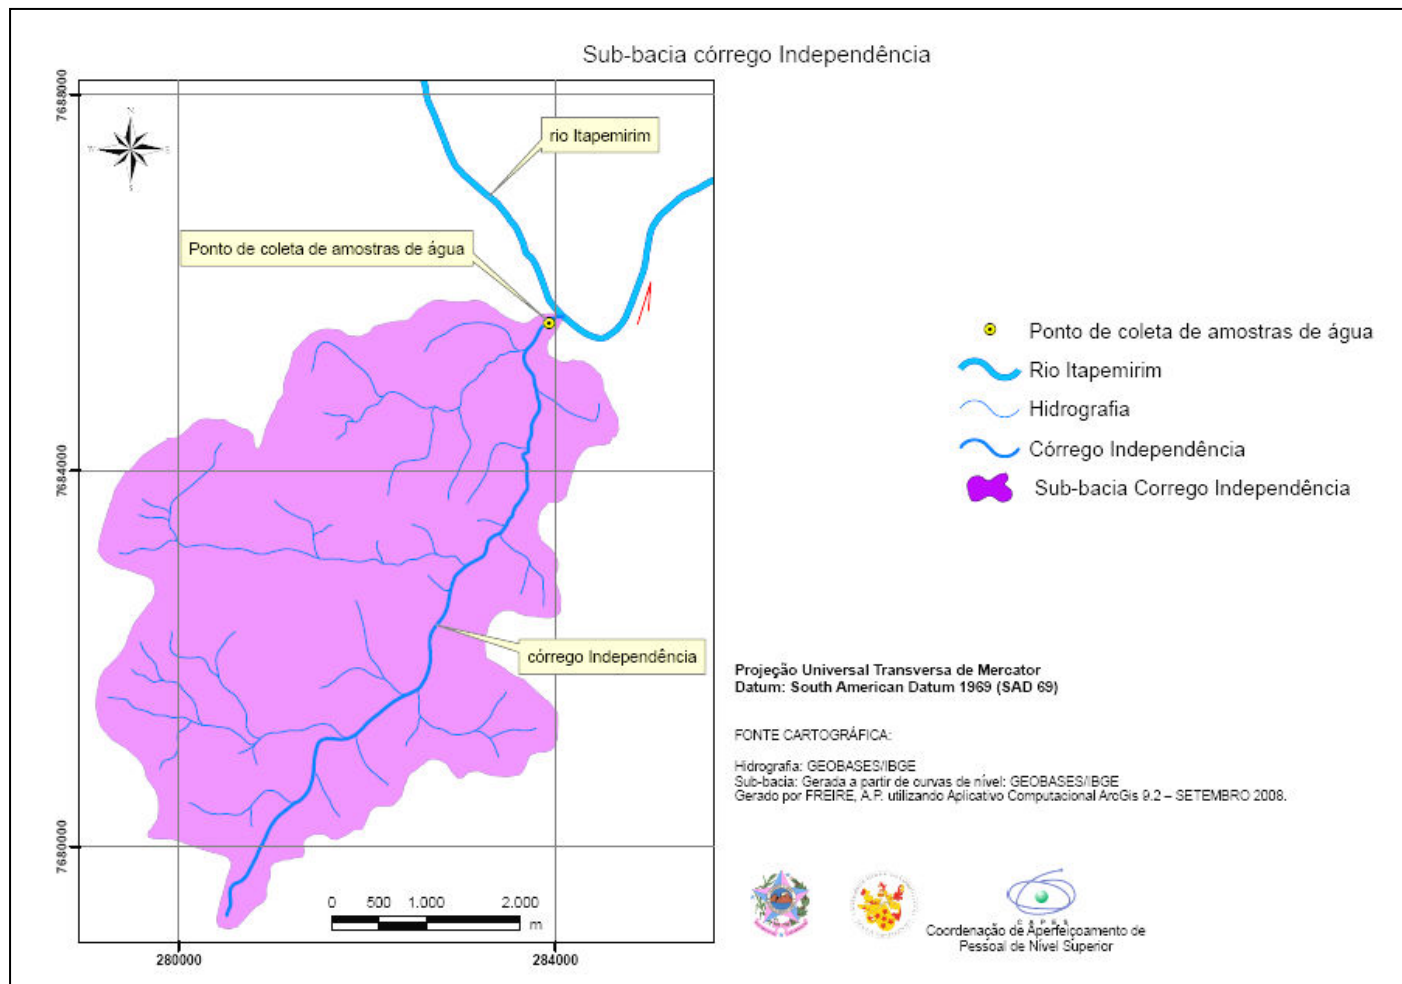 Sub-bacia córrego Independência
7688000
N
W
E
S
rio Itapemirim
Ponto de coleta de amostras de água
7684000
córrego Independência
7680000
0 500 1.000 2.000
m
280000
284000
Ponto de coleta de amostras de água
Rio Itapemirim
Hidrografia
Córrego Independência
Sub-bacia Corrego Independência
Projeção Universal Transversa de Mercator
Datum: South American Datum 1969 (SAD 69)
FONTE CARTOGRÁFICA:
Hidrografia: GEOBASES/IBGE
Sub-bacia: Gerada a partir de curvas de nível: GEOBASES/IBGE
Gerado por FREIRE, A.P. utilizando Aplicativo Computacional ArcGis 9.2 – SETEMBRO 2008.
CAPES
Coordenação de Aperfeiçoamento de
Pessoal de Nível Superior